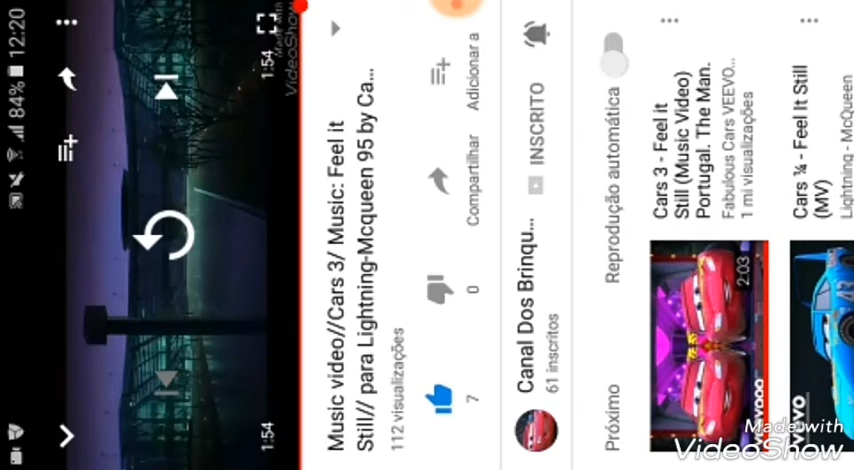 84% 12:20
1:54
1:54
Made with
VideoShow
Music video//Cars 3/ Music: Feel it
Still// para Lightning-Mcqueen 95 by Ca...
112 visualizações
7
0
Compartilhar
Adicionar a
Canal Dos Brinqu...
61 inscritos
INSCRITO
Próximo
Reprodução automática
2:03
Cars 3 - Feel it
Still (Music Video)
Portugal. The Man.
Fabulous Cars VEEVO...
1 mi visualizações
Cars ¼ - Feel It Still
(MV)
Lightning - McQueen
Made with
VideoShow